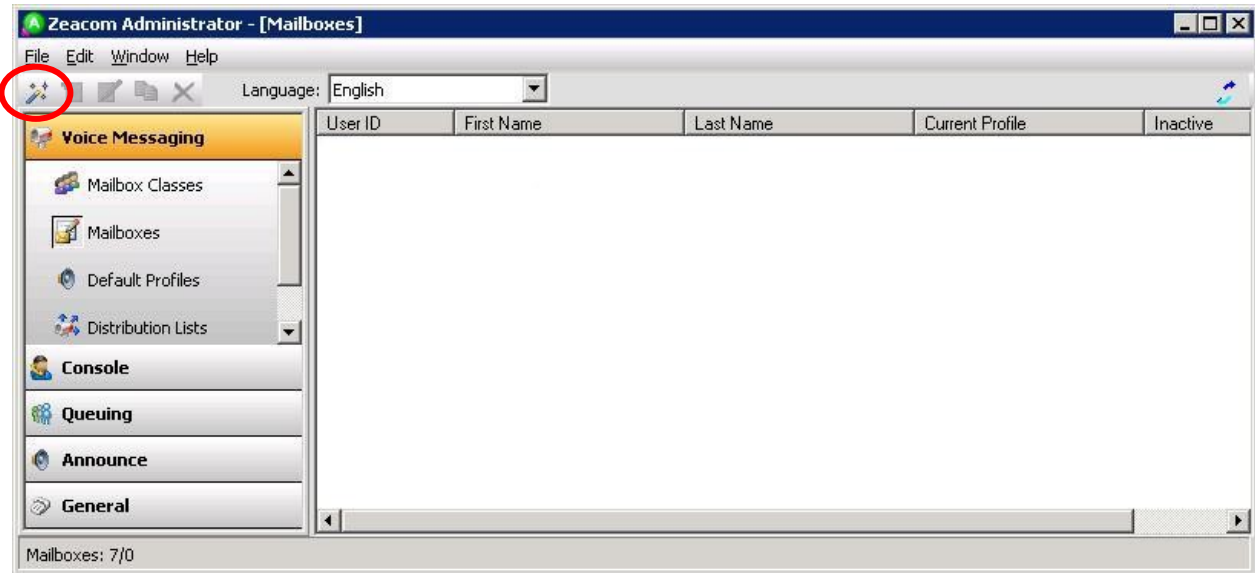 Zeacom Administrator - [Mailboxes]
File Edit Window Help
Language: English
User ID First Name Last Name Current Profile Inactive
Voice Messaging
Mailbox Classes
Mailboxes
Default Profiles
Distribution Lists
Console
Queuing
Announce
General
Mailboxes: 7/0